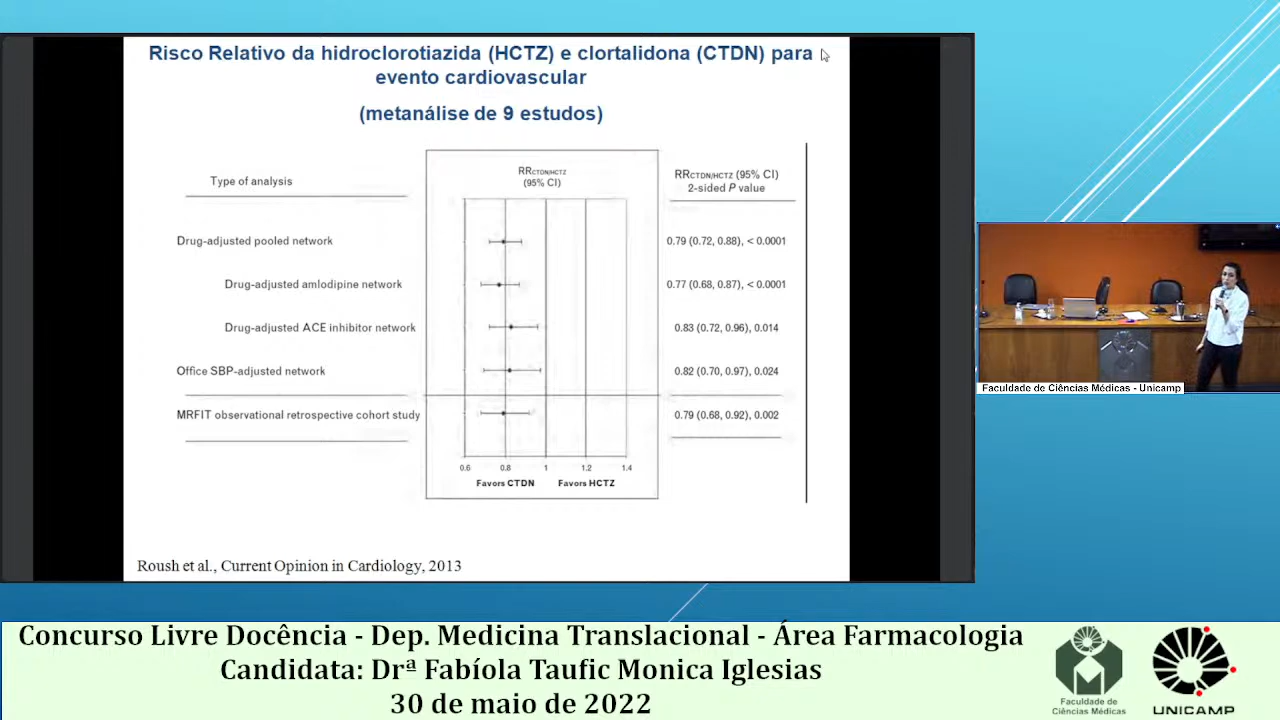 Risco Relativo da hidroclorotiazida (HCTZ) e clortalidona (CTDN) para
evento cardiovascular
(metanálise de 9 estudos)
Type of analysis
RRCTDN/HCTZ
(95% CI)
RRCTDN/HCTZ (95% CI)
2-sided P value
Drug-adjusted pooled network
0.79 (0.72, 0.88), < 0.0001
Drug-adjusted amlodipine network
0.77 (0.68, 0.87), < 0.0001
Drug-adjusted ACE inhibitor network
0.83 (0.72, 0.96), 0.014
Office SBP-adjusted network
0.82 (0.70, 0.97), 0.024
MRFIT observational retrospective cohort study
0.79 (0.68, 0.92), 0.002
0.6 0.8 1 1.2 1.4
Favors CTDN Favors HCTZ
Roush et al., Current Opinion in Cardiology, 2013
Faculdade de Ciências Médicas - Unicamp
Concurso Livre Docência - Dep. Medicina Translacional - Área Farmacologia
Candidata: Drª Fabíola Taufic Monica Iglesias
30 de maio de 2022
Faculdade de
Ciências Médicas
UNICAMP